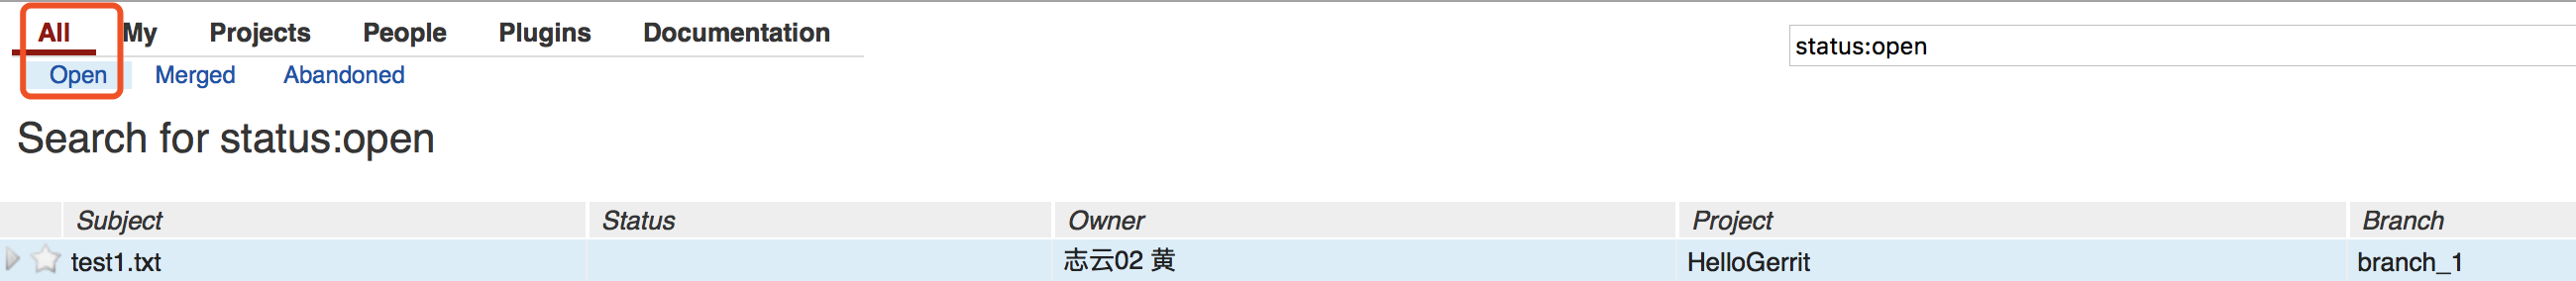 All My Projects People Plugins Documentation
status:open
Open Merged Abandoned
Search for status:open
Subject Status Owner Project Branch
test1.txt 志云02 黄 HelloGerrit branch_1